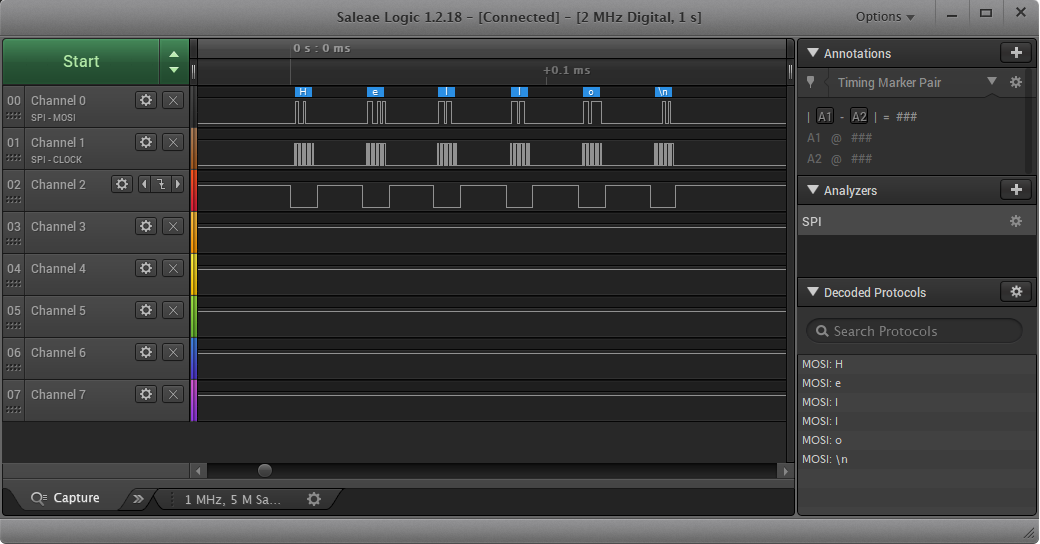 Saleae Logic 1.2.18 - [Connected] - [2 MHz Digital, 1 s]
Options
Start
0 s : 0 ms
+0.1 ms
00 Channel 0
SPI - MOSI
H e l l o \n
01 Channel 1
SPI - CLOCK
02 Channel 2
03 Channel 3
04 Channel 4
05 Channel 5
06 Channel 6
07 Channel 7
Capture
1 MHz, 5 M Sa...
Annotations
Timing Marker Pair
| A1 - A2 | = ###
A1 @ ###
A2 @ ###
Analyzers
SPI
Decoded Protocols
Search Protocols
MOSI: H
MOSI: e
MOSI: l
MOSI: l
MOSI: o
MOSI: \n